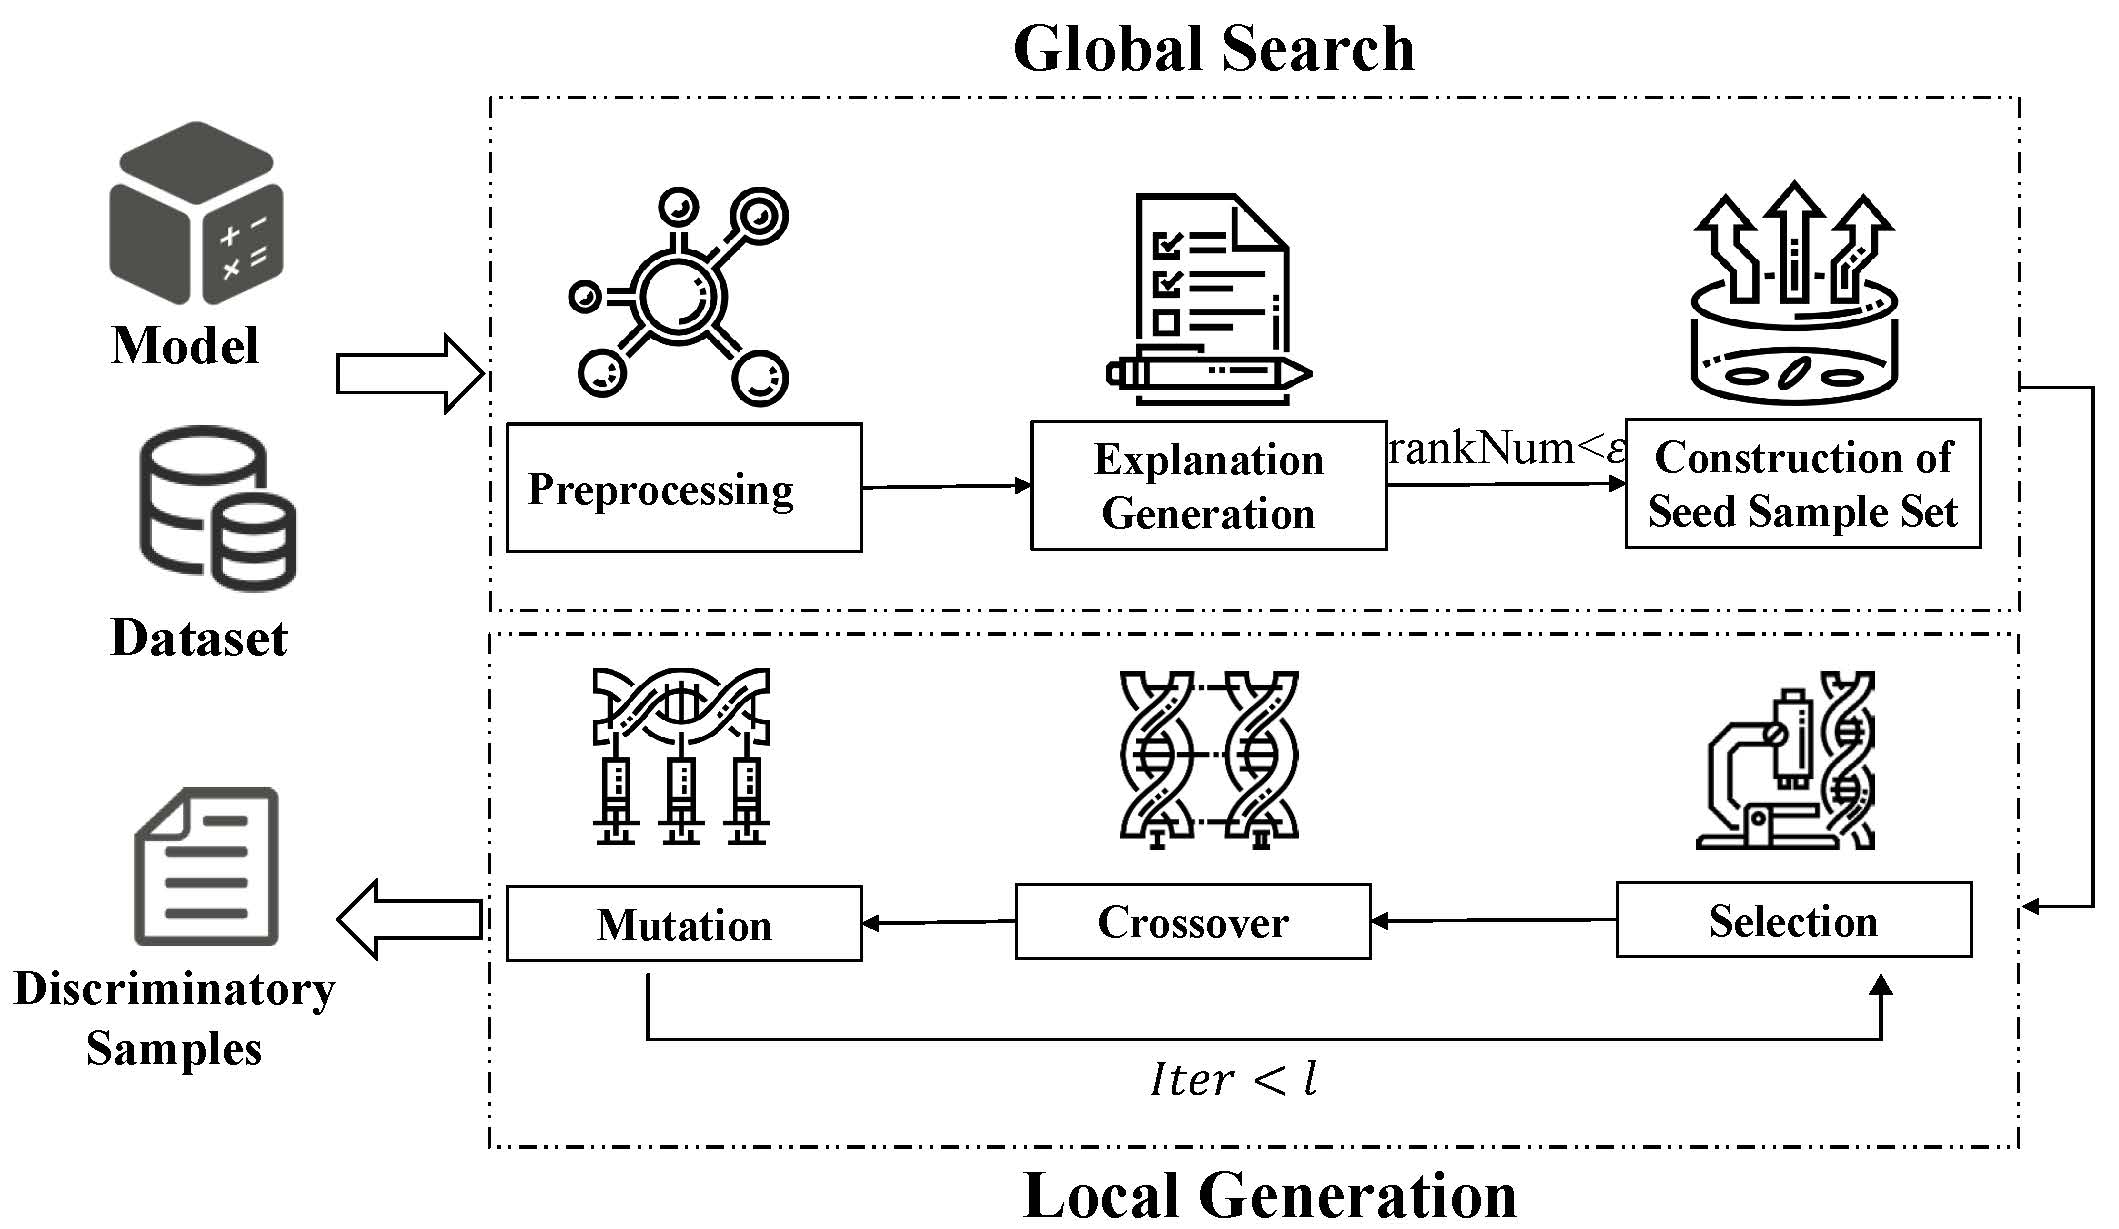 Global Search
Model
Dataset
Preprocessing
Explanation
Generation
rankNum<ε
Construction of
Seed Sample Set
Mutation
Crossover
Selection
Iter < l
Discriminatory
Samples
Local Generation